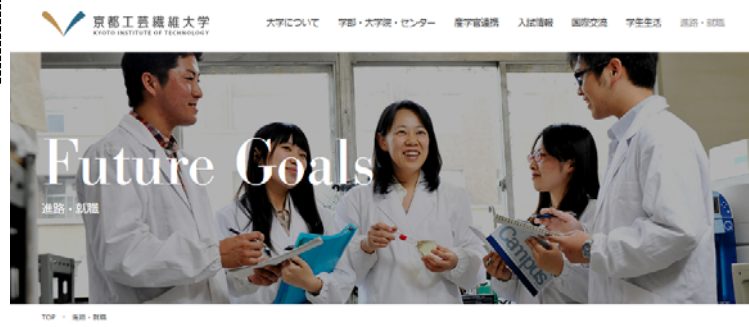 京都工芸繊維大学
KYOTO INSTITUTE OF TECHNOLOGY
大学について 学部・大学院・センター 産学官連携 入試情報 国際交流 学生生活 進路・就職
Future Goals
進路・就職
Campus
TOP - 進路・就職